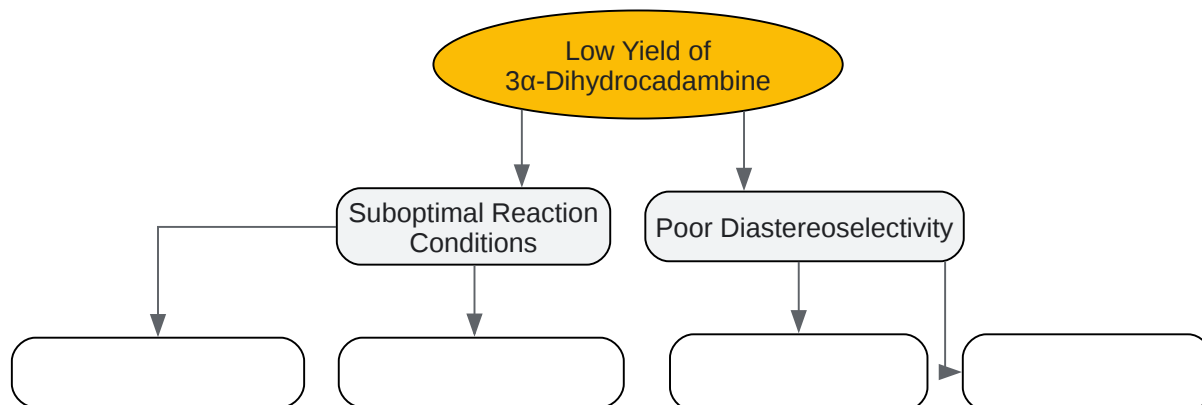 Low Yield of
3α-Dihydrocadambine
Suboptimal Reaction
Conditions
Poor Diastereoselectivity